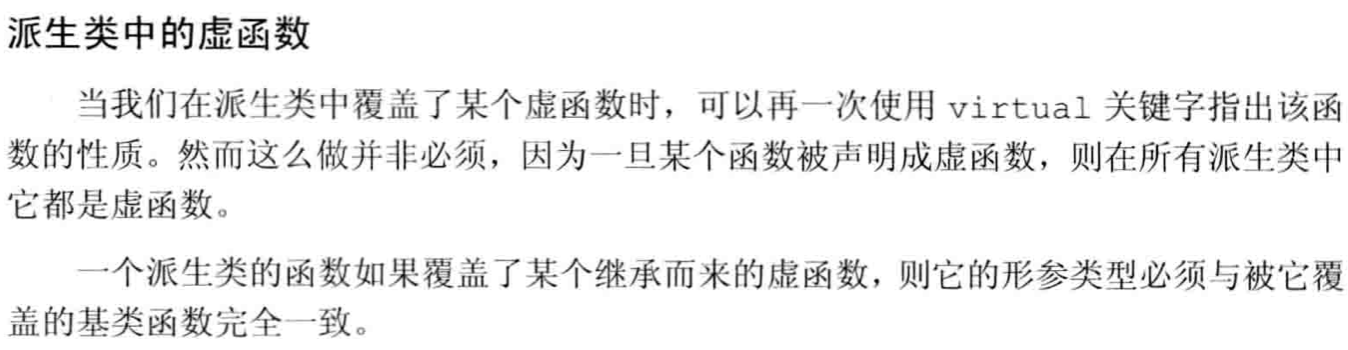 派生类中的虚函数
当我们在派生类中覆盖了某个虚函数时，可以再一次使用 virtual 关键字指出该函
数的性质。然而这么做并非必须，因为一旦某个函数被声明成虚函数，则在所有派生类中
它都是虚函数。
一个派生类的函数如果覆盖了某个继承而来的虚函数，则它的形参类型必须与被它覆
盖的基类函数完全一致。